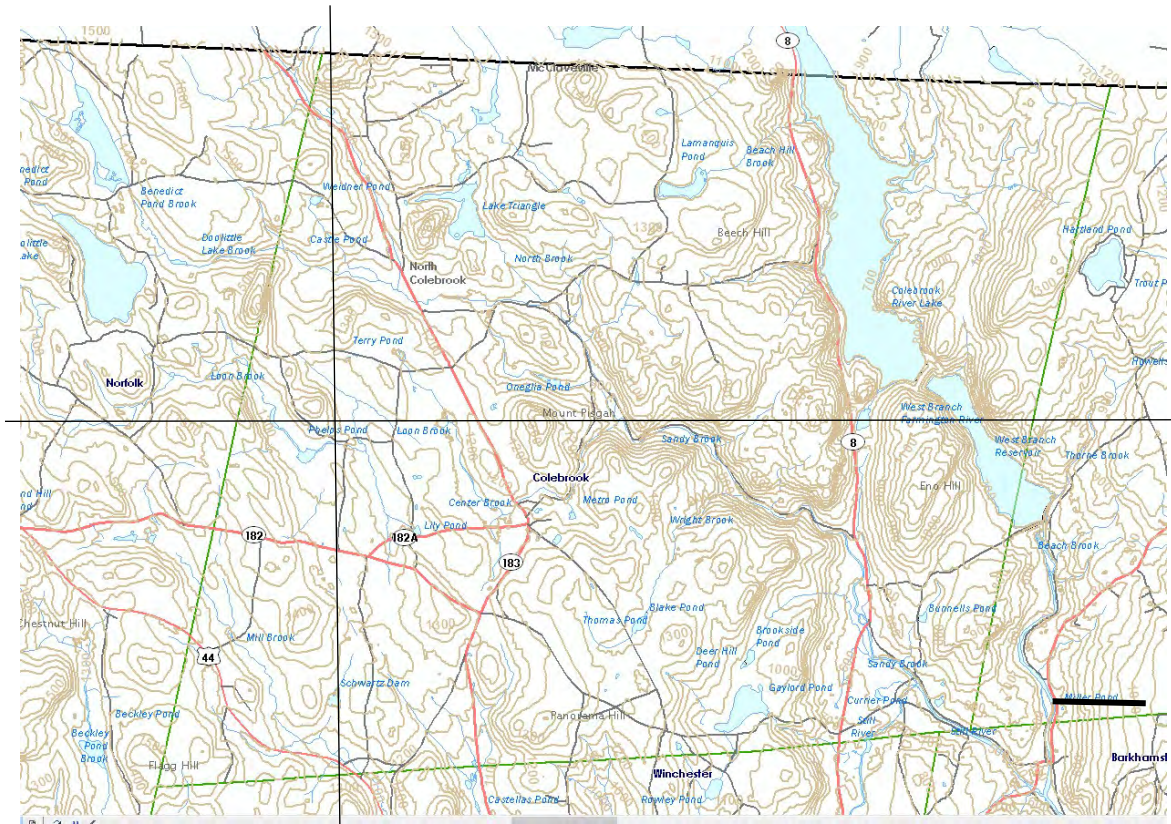 1500
1300
8
900
McClaveville
1200
1100
1200
1200
Lamanquis
Pond
Beach Hill
Brook
Benedict
Pond Brook
Weidner Pond
Lake Triangle
1300
Beech Hill
Hartland Pond
Doolittle
Lake Brook
Castle Pond
North Brook
North
Colebrook
700
Colebrook
River Lake
Terry Pond
Norfolk
Loon Brook
Oneglia Pond
Mount Pisgah
West Branch
Farmington River
Phelps Pond
Loon Brook
Sandy Brook
8
West Branch
Reservoir
Thorne Brook
Colebrook
Eno Hill
Center Brook
Metro Pond
Lily Pond
Wright Brook
182
182A
183
Beach Brook
Chestnut Hill
Mill Brook
1300
Thomas Pond
Blake Pond
Bunnells Pond
Brookside
Pond
Deer Hill
Pond
1000
44
Sandy Brook
Schwartz Dam
Gaylord Pond
Currier Pond
Miller Pond
Beckley Pond
Panorama Hill
Still
River
Still River
Beckley
Pond
Brook
Flagg Hill
Winchester
Barkhamst
Castellas Pond
Rowley Pond